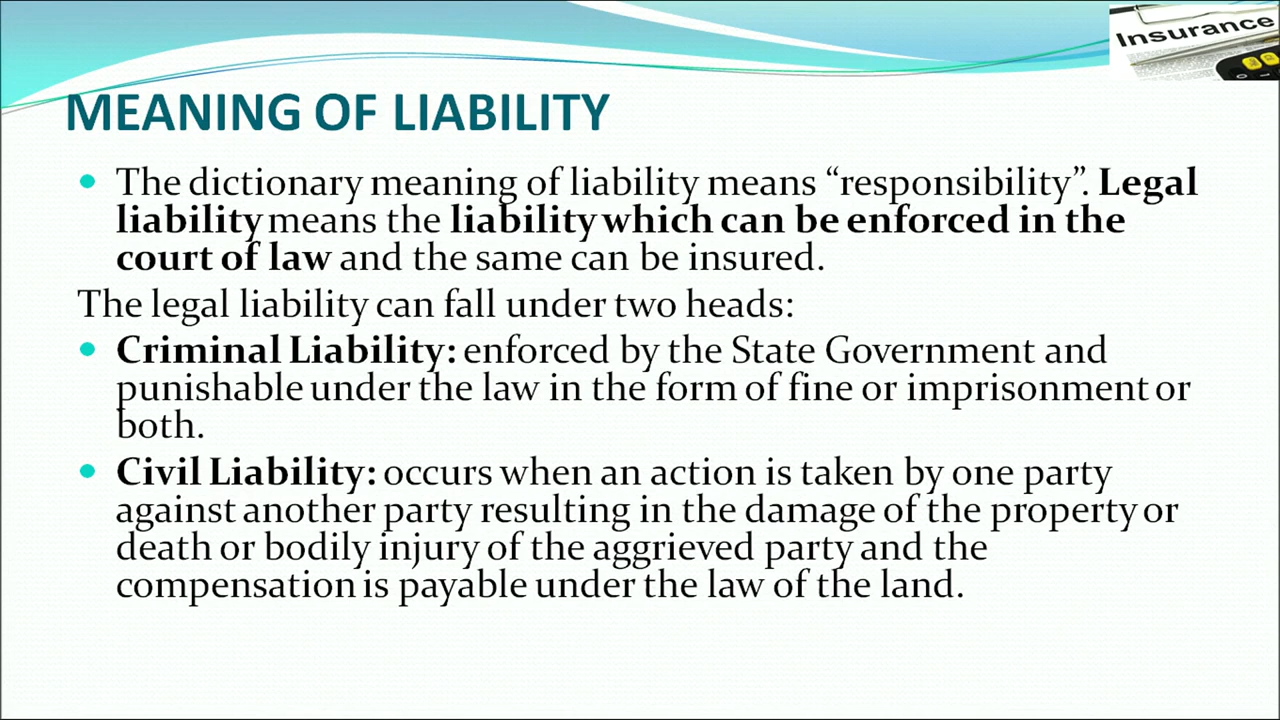 Insurance
MEANING OF LIABILITY
• The dictionary meaning of liability means “responsibility”. Legal
liability means the liability which can be enforced in the
court of law and the same can be insured.
The legal liability can fall under two heads:
• Criminal Liability: enforced by the State Government and
punishable under the law in the form of fine or imprisonment or
both.
• Civil Liability: occurs when an action is taken by one party
against another party resulting in the damage of the property or
death or bodily injury of the aggrieved party and the
compensation is payable under the law of the land.